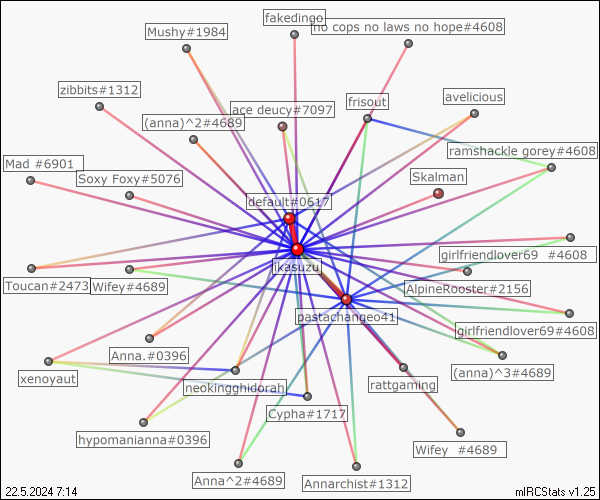 fakedingo
no cops no laws no hope#4608
Mushy#1984
zibbits#1312
ace deucy#7097
frisout
avelicious
(anna)^2#4689
ramshackle gorey#4608
Mad #6901
Soxy Foxy#5076
Skalman
default#0617
girlfriendlover69 #4608
ikasuzu
Toucan#2473
Wifey#4689
AlpineRooster#2156
pastachangeo41
girlfriendlover69#4608
Anna.#0396
xenoyaut
neokingghidorah
rattgaming
(anna)^3#4689
Cypha#1717
hypomanianna#0396
Wifey #4689
Anna^2#4689
Annarchist#1312
22.5.2024 7:14
mIRCStats v1.25